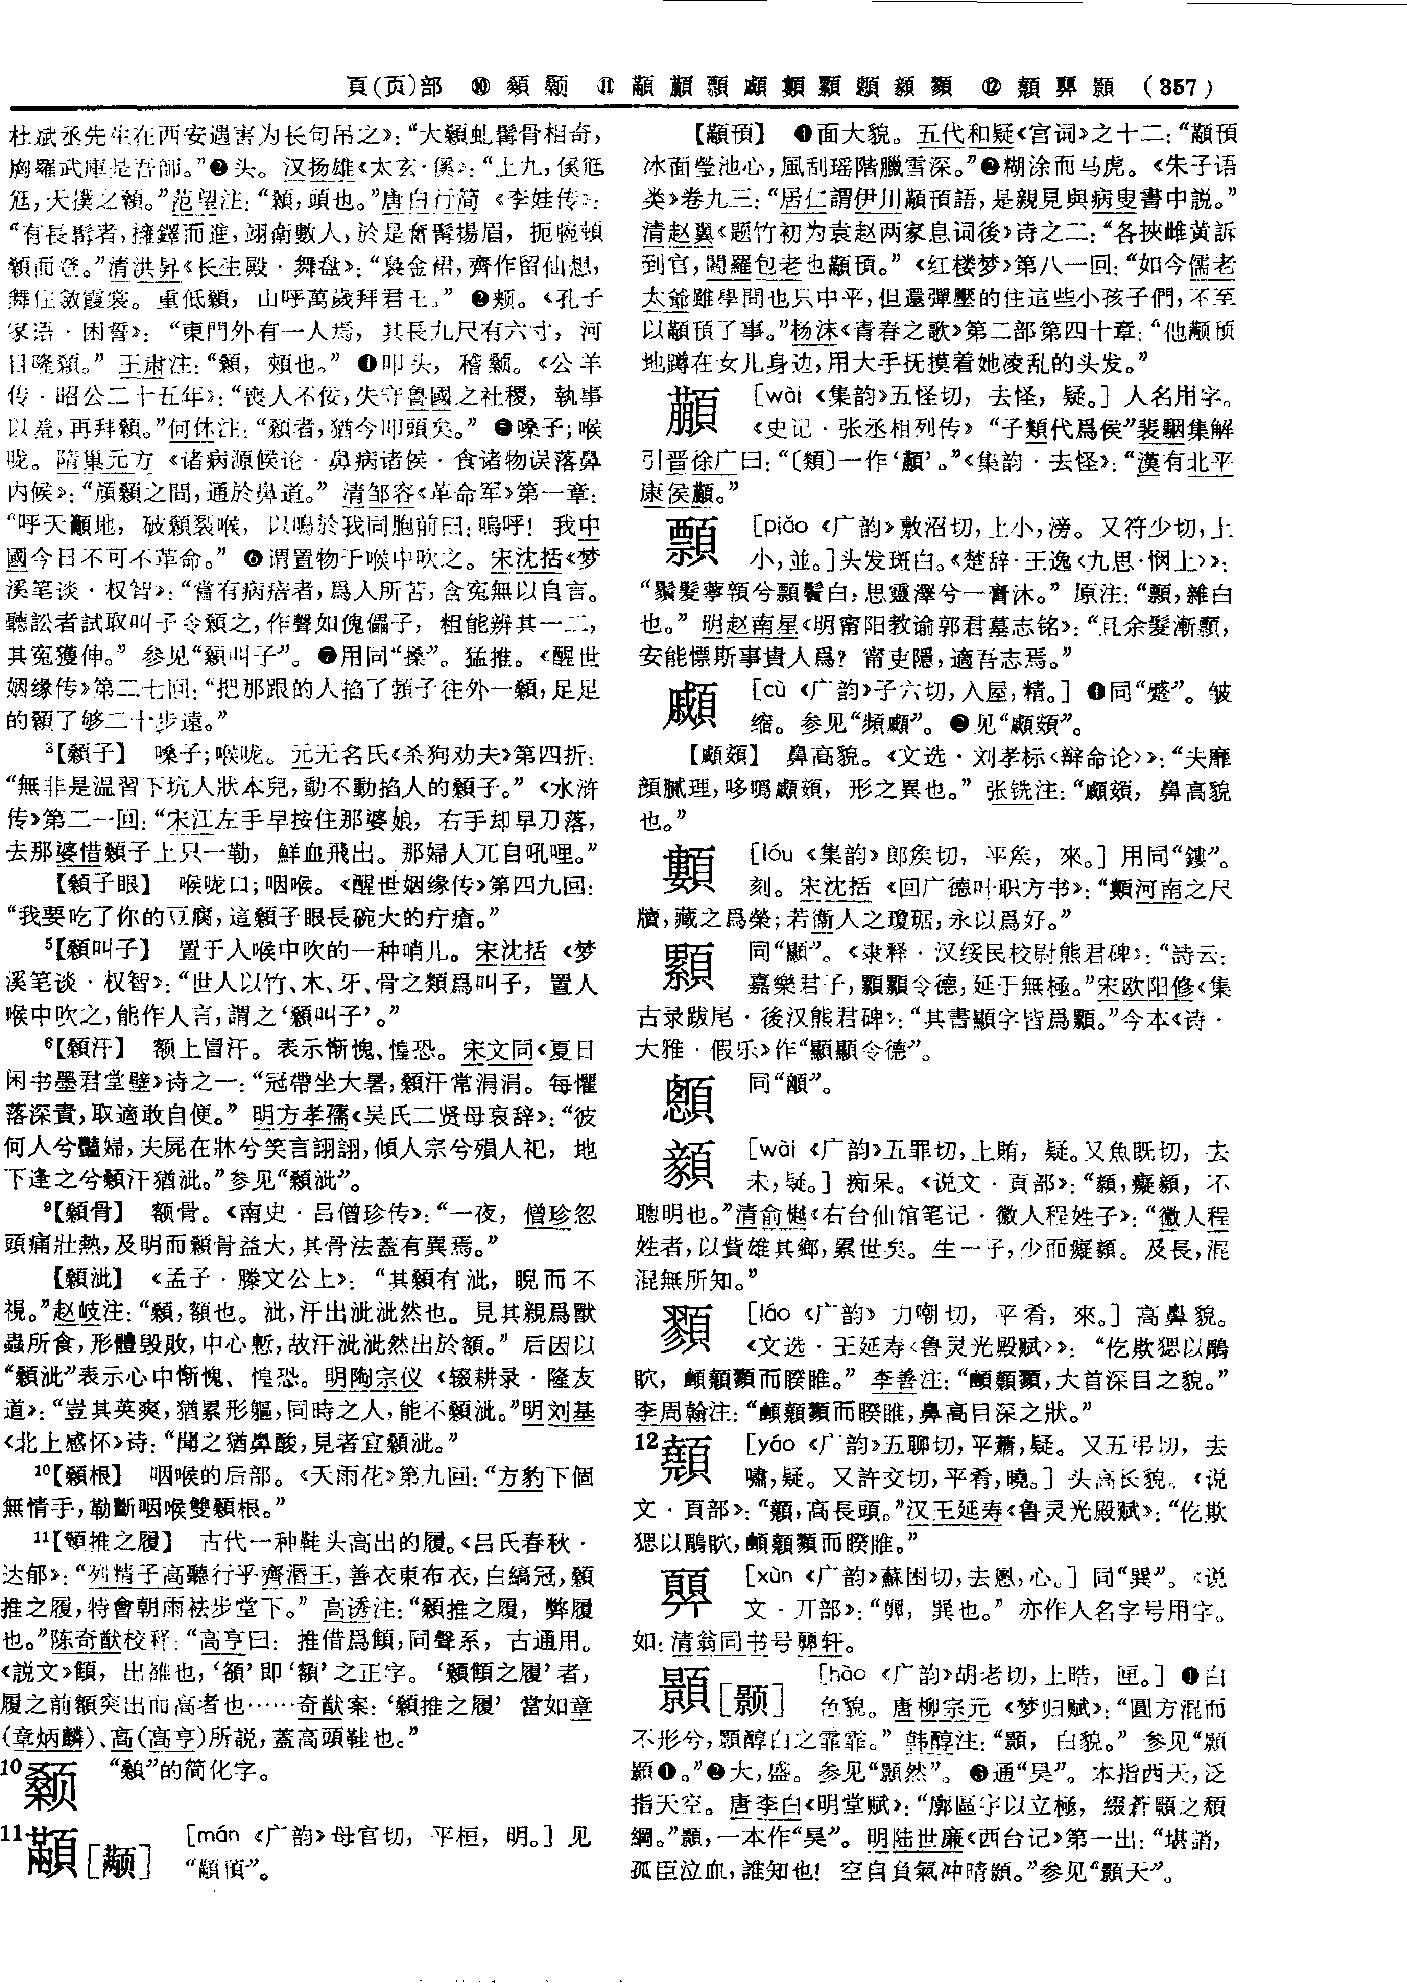 頁(页)部 ⑩顙颡 ⑪顢顢顠顣顢顯顋顡顟 ⑫顤顨顥 (357)
杜斌丞先生在西安遇害为长句吊之》：“大顙虬髯骨相奇，
胸羅武庫是吾師。”❷头。汉扬雄《太玄·傒》：“上九，傒尪
尪，天撲之顙。”范望注：“顙，頭也。”唐白行简《李娃传》：
“有長髯者，擁鐸而進，翊衛數人，於是奮髯揚眉，扼腕頓
顙而登。”清洪昇《长生殿·舞盘》：“裊金裙，齊作留仙想，
舞住斂霞裳。重低顙，山呼萬歲拜君王。”❸颊。《孔子
家语·困誓》：“東門外有一人焉，其長九尺有六寸，河
目隆顙。”王肃注：“顙，頰也。”❹叩头，稽颡。《公羊
传·昭公二十五年》：“喪人不佞，失守魯國之社稷，執事
以羞，再拜顙。”何休注：“顙者，猶今叩頭矣。”❺嗓子；喉
咙。隋巢元方《诸病源候论·鼻病诸候·食诸物误落鼻
内候》：“頏顙之間，通於鼻道。”清邹容《革命军》第一章：
“呼天籲地，破顙裂喉，以鳴於我同胞前曰：嗚呼！我中
國今日不可不革命。”❻谓置物于喉中吹之。宋沈括《梦
溪笔谈·权智》：“嘗有病瘖者，爲人所苦，含冤無以自言。
聽訟者試取叫子令顙之，作聲如傀儡子，粗能辨其一二，
其冤獲伸。”参见“顙叫子”。❼用同“搡”。猛推。《醒世
姻缘传》第二七回：“把那跟的人掐了脖子往外一顙，足足
的顙了够二十步遠。”
³【顙子】 嗓子；喉咙。元无名氏《杀狗劝夫》第四折：
“無非是温習下坑人狀本兒，動不動掐人的顙子。”《水浒
传》第二一回：“宋江左手早按住那婆娘，右手却早刀落，
去那婆惜顙子上只一勒，鮮血飛出。那婦人兀自吼哩。”
【顙子眼】 喉咙口；咽喉。《醒世姻缘传》第四九回：
“我要吃了你的豆腐，這顙子眼長碗大的疔瘡。”
⁵【顙叫子】 置于人喉中吹的一种哨儿。宋沈括《梦
溪笔谈·权智》：“世人以竹、木、牙、骨之類爲叫子，置人
喉中吹之，能作人言，謂之‘顙叫子’。”
⁶【顙汗】 额上冒汗。表示惭愧、惶恐。宋文同《夏日
闲书墨君堂壁》诗之一：“冠帶坐大暑，顙汗常涓涓。每懼
落深責，取適敢自便。”明方孝孺《吴氏二贤母哀辞》：“彼
何人兮豔婦，夫屍在牀兮笑言詡詡，傾人宗兮殞人祀，地
下逢之兮顙汗猶泚。”参见“顙泚”。
⁹【顙骨】 额骨。《南史·吕僧珍传》：“一夜，僧珍忽
頭痛壯熱，及明而顙骨益大，其骨法蓋有異焉。”
【顙泚】 《孟子·滕文公上》：“其顙有泚，睨而不
視。”赵岐注：“顙，額也。泚，汗出泚泚然也。見其親爲獸
蟲所食，形體毁敗，中心慙，故汗泚泚然出於額。”后因以
“顙泚”表示心中惭愧、惶恐。明陶宗仪《辍耕录·隆友
道》：“豈其英爽，猶累形軀，同時之人，能不顙泚。”明刘基
《北上感怀》诗：“聞之猶鼻酸，見者宜顙泚。”
¹⁰【顙根】 咽喉的后部。《天雨花》第九回：“方豹下個
無情手，勒斷咽喉雙顙根。”
¹¹【顙推之履】 古代一种鞋头高出的履。《吕氏春秋·
达郁》：“列精子高聽行乎齊湣王，善衣東布衣，白縞冠，顙
推之履，特會朝雨袪步堂下。”高诱注：“顙推之履，弊履
也。”陈奇猷校释：“高亨曰：推借爲顀，同聲系，古通用。
《説文》顀，出額也，‘額’即‘額’之正字。‘顙顀之履’者，
履之前額突出而高者也……奇猷案：‘顙推之履’當如章
(章炳麟)、高(高亨)所説，蓋高頭鞋也。”
10颡 “顙”的简化字。
11顢[颟] [mán 《广韵》母官切，平桓，明。] 见
“顢頇”。
【顢頇】 ❶面大貌。五代和凝《宫词》之十二：“顢頇
冰面瑩池心，風刮瑶階臘雪深。”❷糊涂而马虎。《朱子语
类》卷九三：“居仁謂伊川顢頇語，是親見與病叟書中説。”
清赵翼《题竹初为袁赵两家息词後》诗之二：“各挾雌黄訴
到官，閻羅包老也顢頇。”《红楼梦》第八一回：“如今儒老
太爺雖學問也只中平，但還彈壓的住這些小孩子們，不至
以顢頇了事。”杨沫《青春之歌》第二部第四十章：“他颟顸
地蹲在女儿身边，用大手抚摸着她凌乱的头发。”
[wài 《集韵》五怪切，去怪，疑。] 人名用字。
《史记·张丞相列传》“子類代爲侯”裴駰集解
引晋徐广曰：“〔類〕一作‘’。”《集韵·去怪》：“漢有北平
康侯。”
顠 [piǎo 《广韵》敷沼切，上小，滂。又符少切，上
小，並。]头发斑白。《楚辞·王逸〈九思·悯上〉》：
“鬚髮薴顇兮顠鬢白，思靈澤兮一膏沐。”原注：“顠，雜白
也。”明赵南星《明甯阳教谕郭君墓志铭》：“且余髮漸顠，
安能慓斯事貴人爲？甯吏隱，適吾志焉。”
顣 [cù 《广韵》子六切，入屋，精。] ❶同“蹙”。皱
缩。参见“頻顣”。❷见“顣頞”。
【顣頞】 鼻高貌。《文选·刘孝标〈辩命论〉》：“夫靡
顔膩理，哆噅顣頞，形之異也。”张铣注：“顣頞，鼻高貌
也。”
[lóu 《集韵》郎矦切，平矦，來。] 用同“鏤”。
刻。宋沈括《回广德叶职方书》：“河南之尺
牘，藏之爲榮；若衛人之瓊琚，永以爲好。”
同“顯”。《隶释·汉绥民校尉熊君碑》：“詩云：
嘉樂君子，顯顯令德，延于無極。”宋欧阳修《集
古录跋尾·後汉熊君碑》：“其書顯字皆爲。”今本《诗·
大雅·假乐》作“顯顯令德”。
同“顖”。
顡 [wài 《广韵》五罪切，上賄，疑。又魚既切，去
未，疑。] 痴呆。《说文·頁部》：“顡，癡顡，不
聰明也。”清俞樾《右台仙馆笔记·徽人程姓子》：“徽人程
姓者，以貲雄其鄉，累世矣。生一子，少而癡顡。及長，混
混無所知。”
顟 [láo 《广韵》力嘲切，平肴，來。] 高鼻貌。
《文选·王延寿〈鲁灵光殿赋〉》：“仡欺𤟧以鵰
䀏，䫜顤顟而睽睢。”李善注：“䫜顤顟，大首深目之貌。”
李周翰注：“䫜顤顟而睽睢，鼻高目深之狀。”
12顤 [yáo 《广韵》五聊切，平蕭，疑。又五弔切，去
嘯，疑。又許交切，平肴，曉。] 头高长貌。《说
文·頁部》：“顤，高長頭。”汉王延寿《鲁灵光殿赋》：“仡欺
𤟧以鵰䀏，䫜顤顟而睽睢。”
顨 [xùn 《广韵》蘇困切，去慁，心。] 同“巽”。《说
文·丌部》：“顨，巽也。”亦作人名字号用字。
如：清翁同书号顨轩。
顥[颢] [hào 《广韵》胡老切，上晧，匣。] ❶白
色貌。唐柳宗元《梦归赋》：“圓方混而
不形兮，顥醇白之霏霏。”韩醇注：“顥，白貌。”参见“顥
顥❶。”❷大，盛。参见“顥然”。❸通“昊”。本指西天，泛
指天空。唐李白《明堂赋》：“廓區宇以立極，綴蒼顥之頹
綱。”顥，一本作“昊”。明陆世廉《西台记》第一出：“堪誚，
孤臣泣血，誰知也！空自負氣冲晴顥。”参见“顥天”。